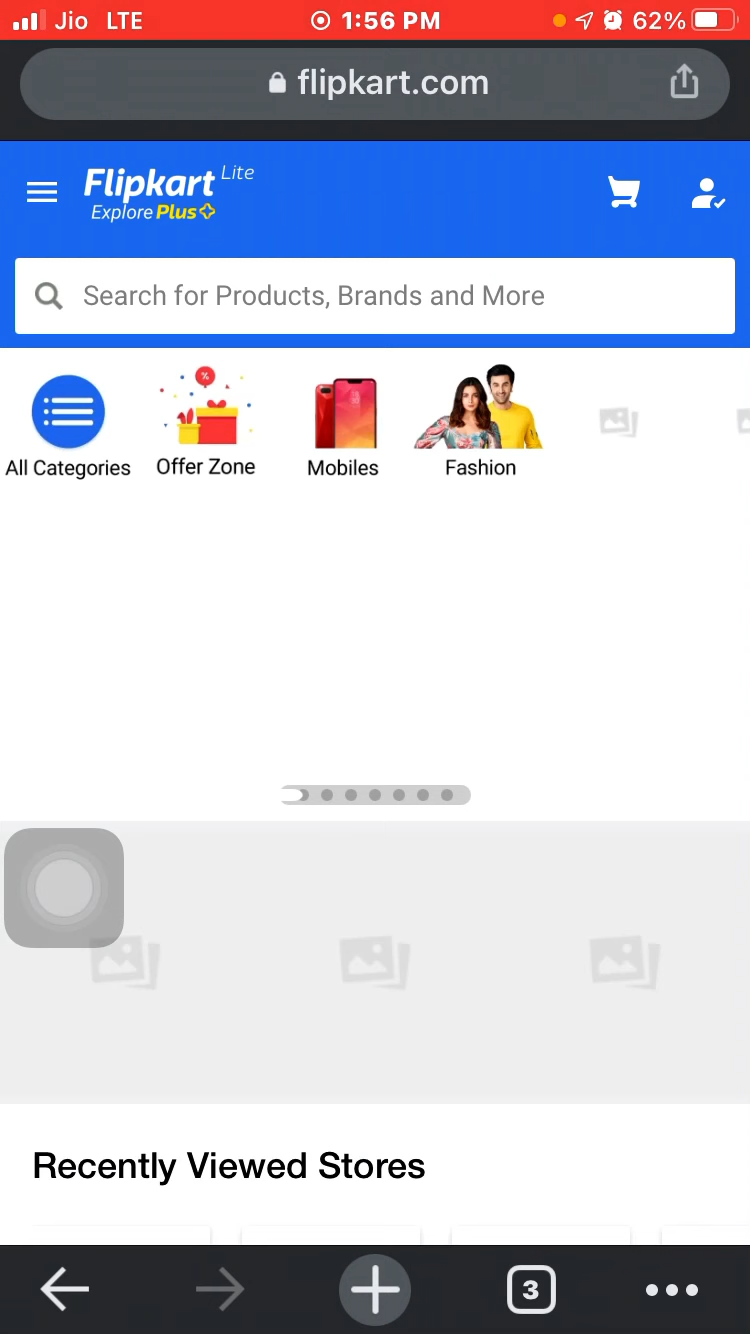 Jio LTE 1:56 PM 62%
flipkart.com
Flipkart Lite
Explore Plus
Search for Products, Brands and More
%
All Categories Offer Zone Mobiles Fashion
Recently Viewed Stores
3